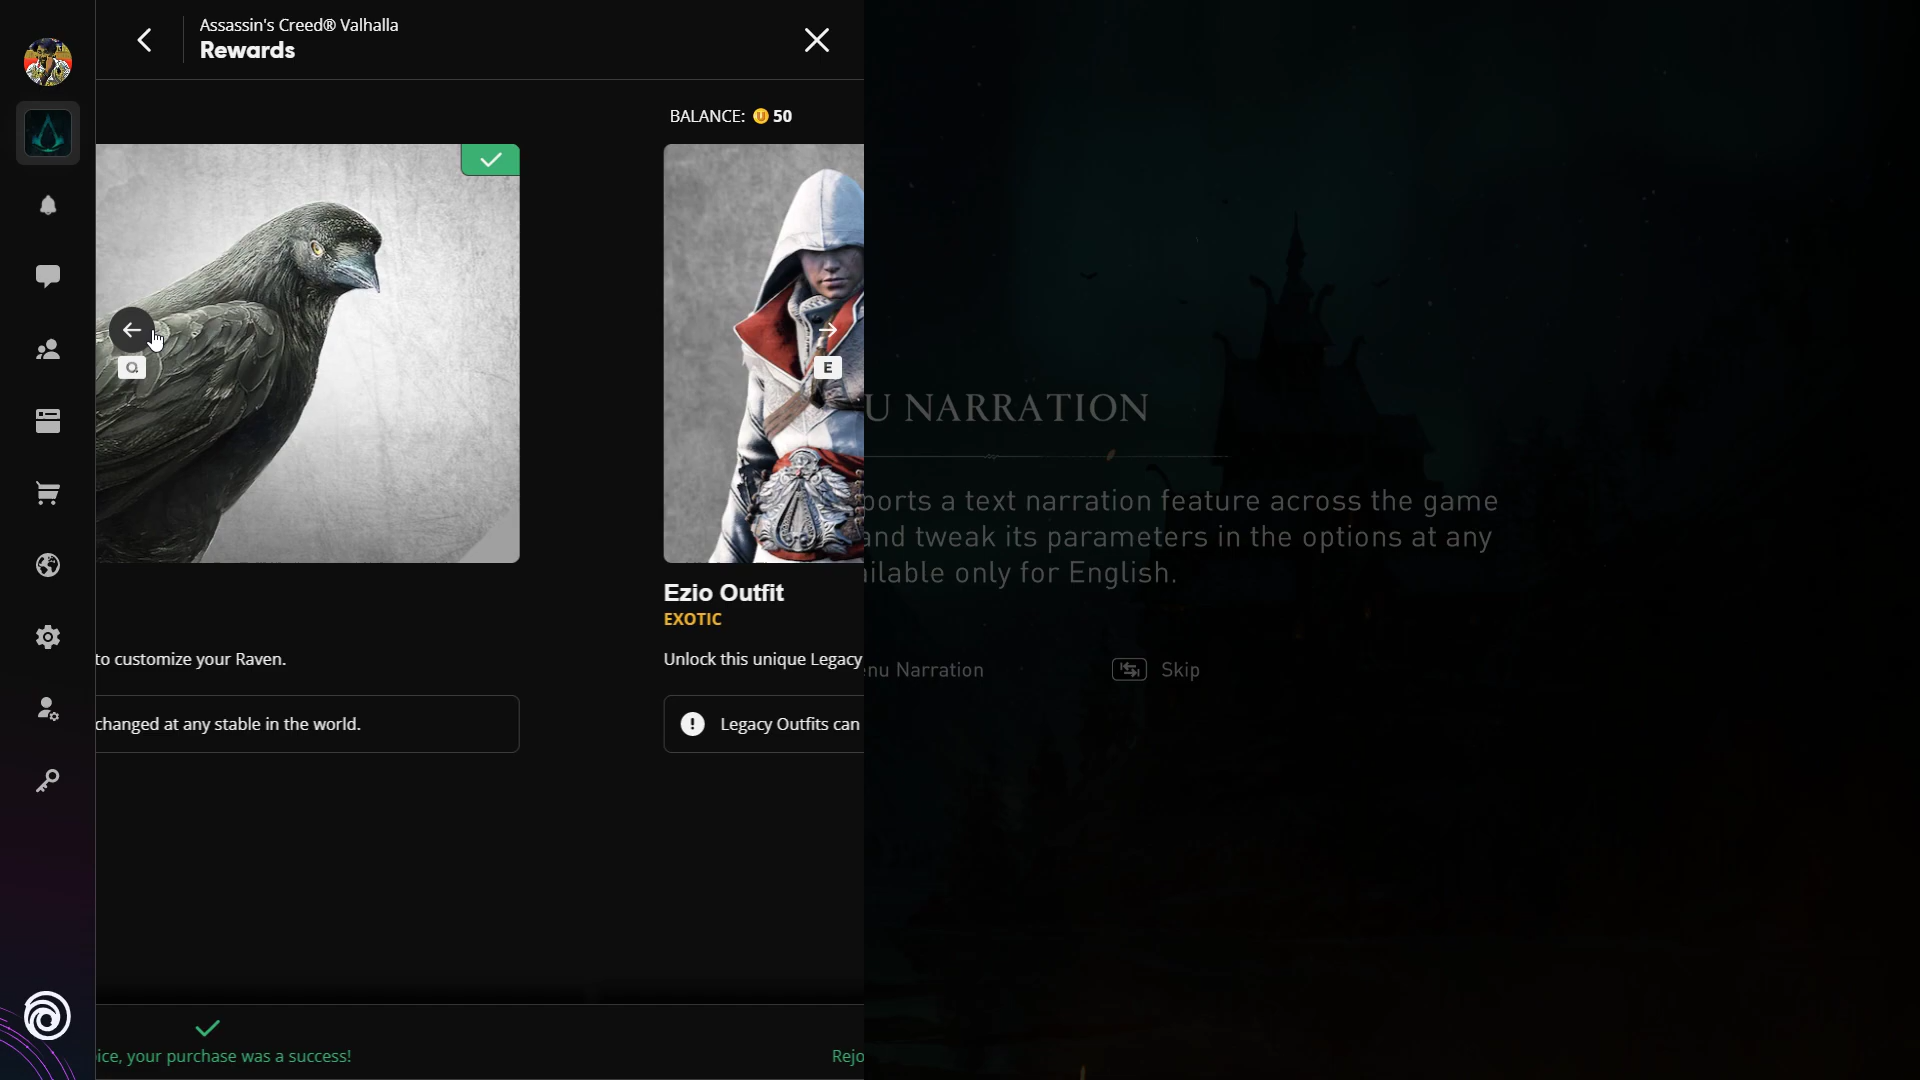 Assassin's Creed® Valhalla
Rewards
BALANCE: 50
Q
E
Ezio Outfit
EXOTIC
to customize your Raven.
Unlock this unique Legacy
changed at any stable in the world.
Legacy Outfits can
ice, your purchase was a success!
Rejo
U NARRATION
ports a text narration feature across the game
and tweak its parameters in the options at any
ilable only for English.
enu Narration
Skip